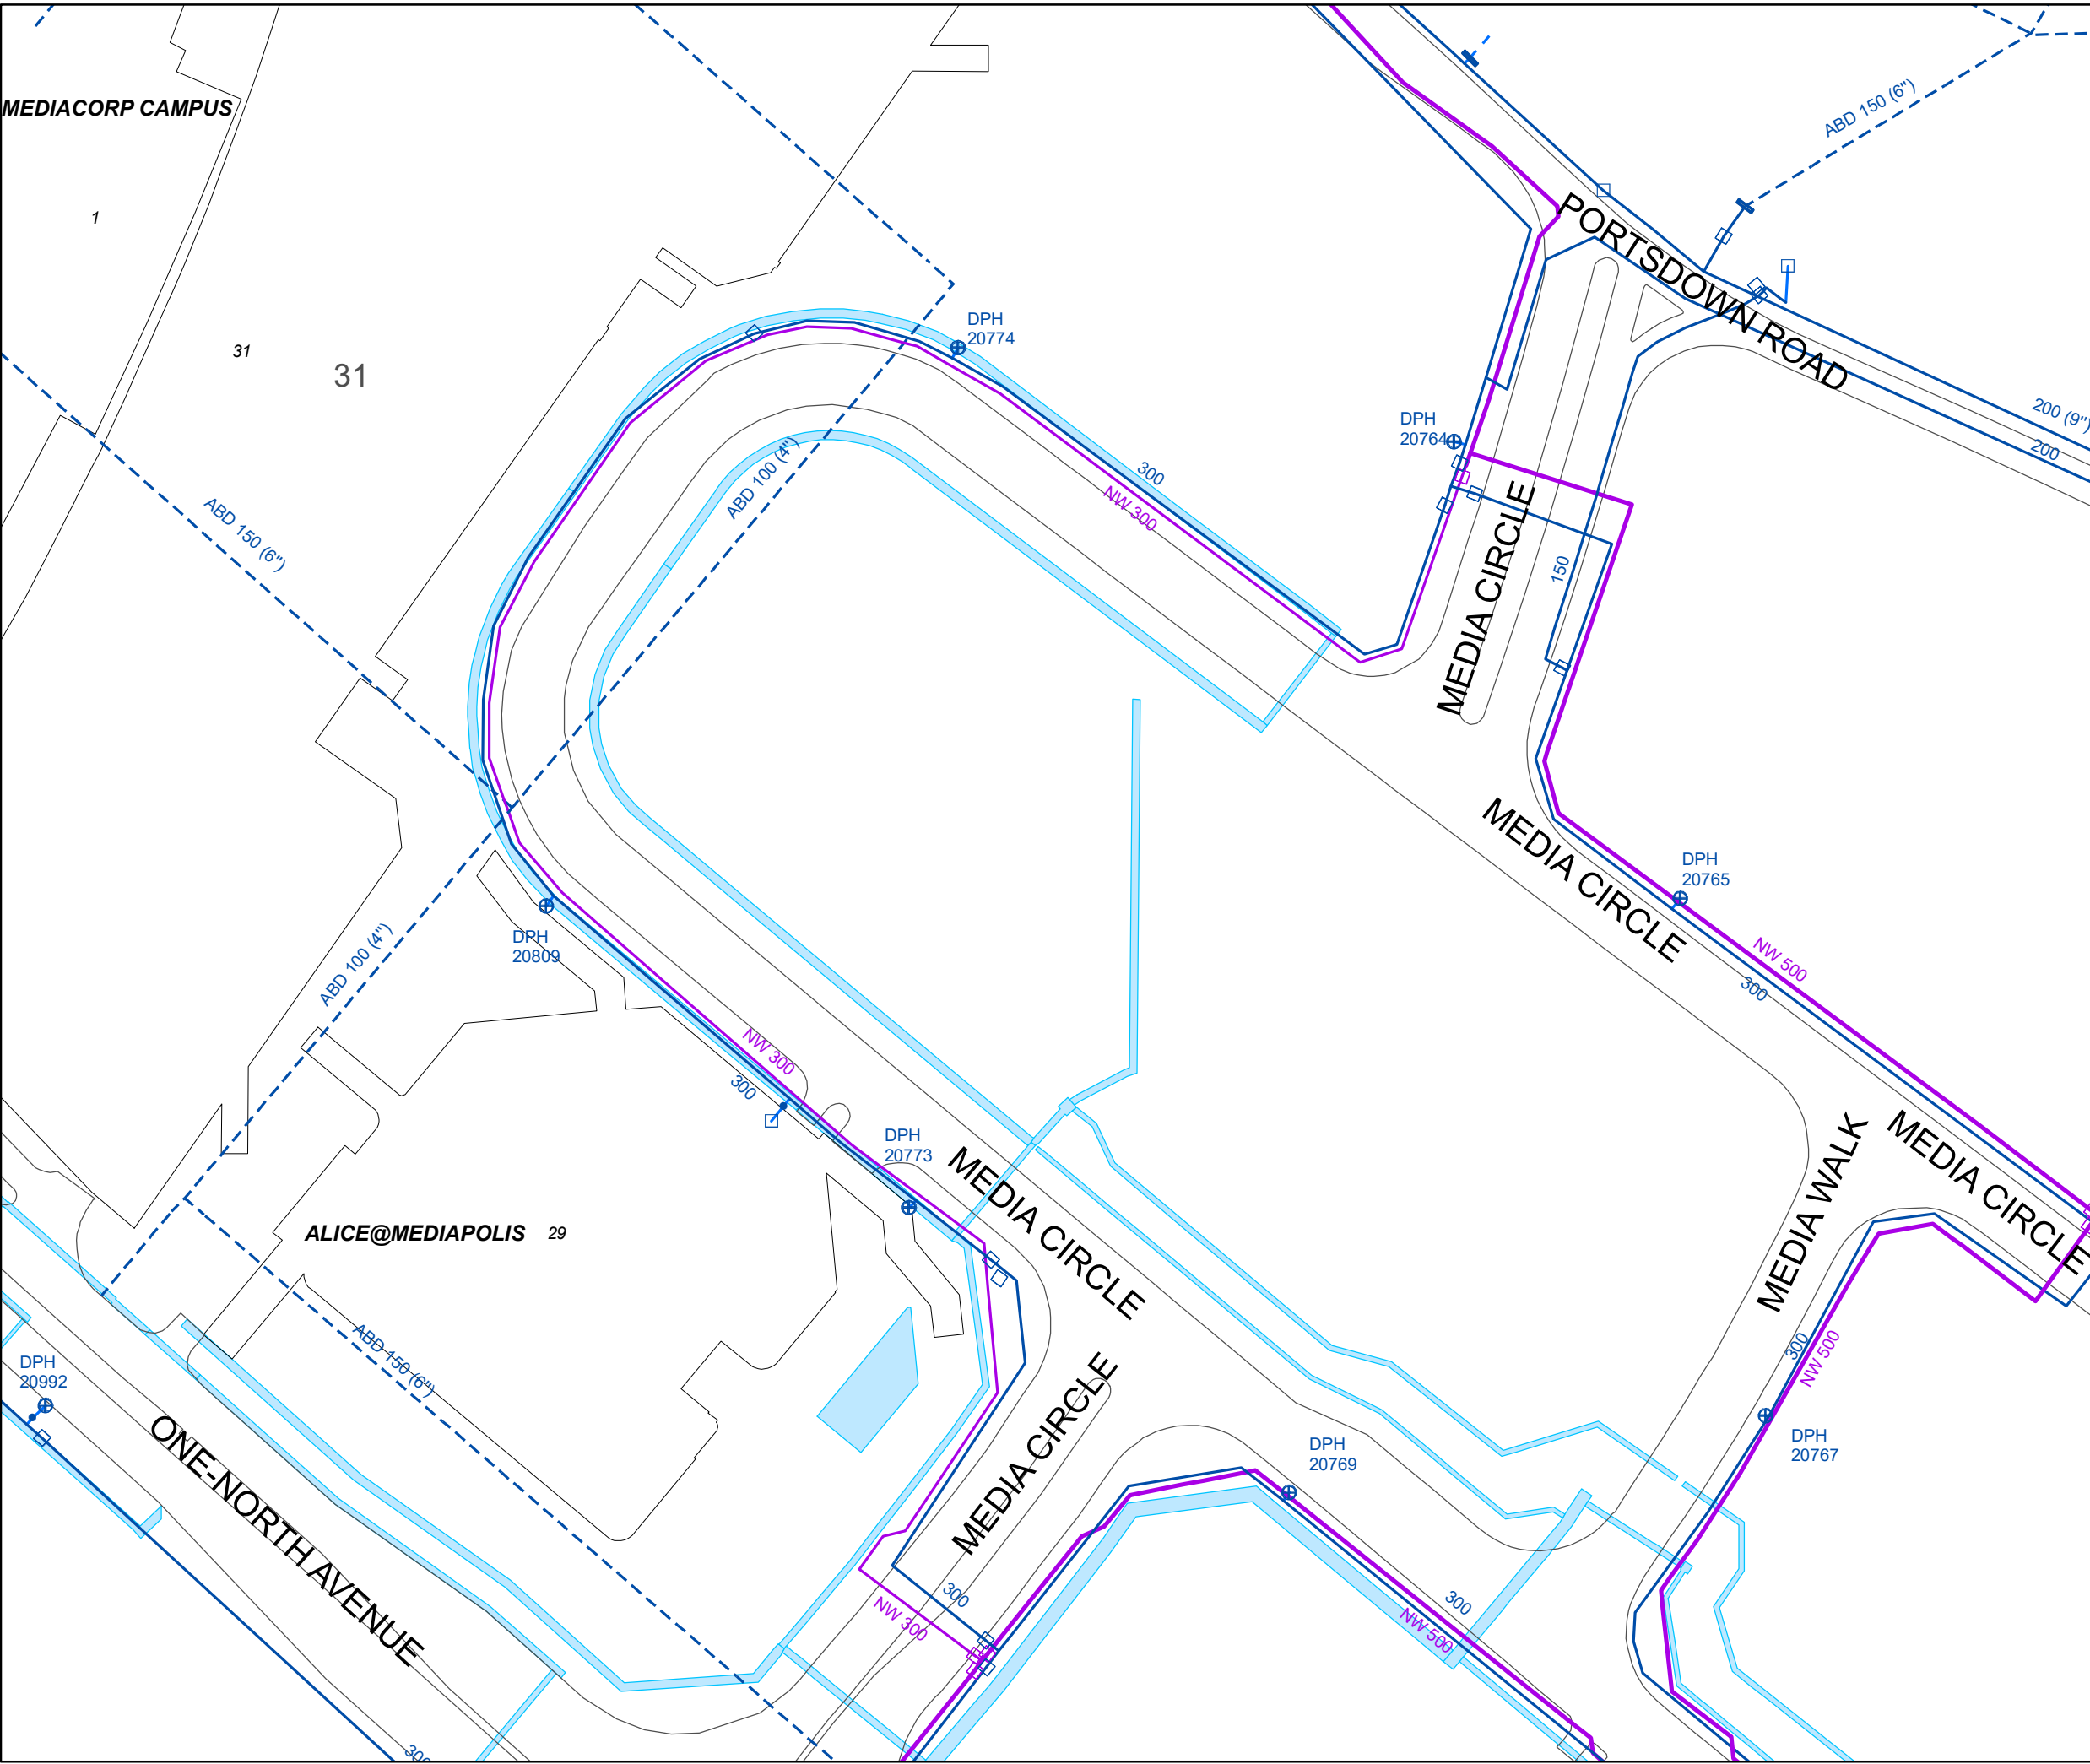 MEDIACORP CAMPUS
ABD 150 (6")
1
PORTSDOWN ROAD
31
31
DPH
20774
200 (9")
200
DPH
20764
ABD 100 (4")
300
NW 300
ABD 150 (6")
MEDIA CIRCLE
150
MEDIA CIRCLE
DPH
20765
NW 500
300
DPH
20809
ABD 100 (4")
NW 300
300
DPH
20773
MEDIA CIRCLE
MEDIA WALK
MEDIA CIRCLE
ALICE@MEDIAPOLIS
29
ABD 150 (6")
DPH
20992
300
NW 500
MEDIA CIRCLE
DPH
20769
DPH
20767
ONE-NORTH AVENUE
300
NW 300
300
NW 500
300